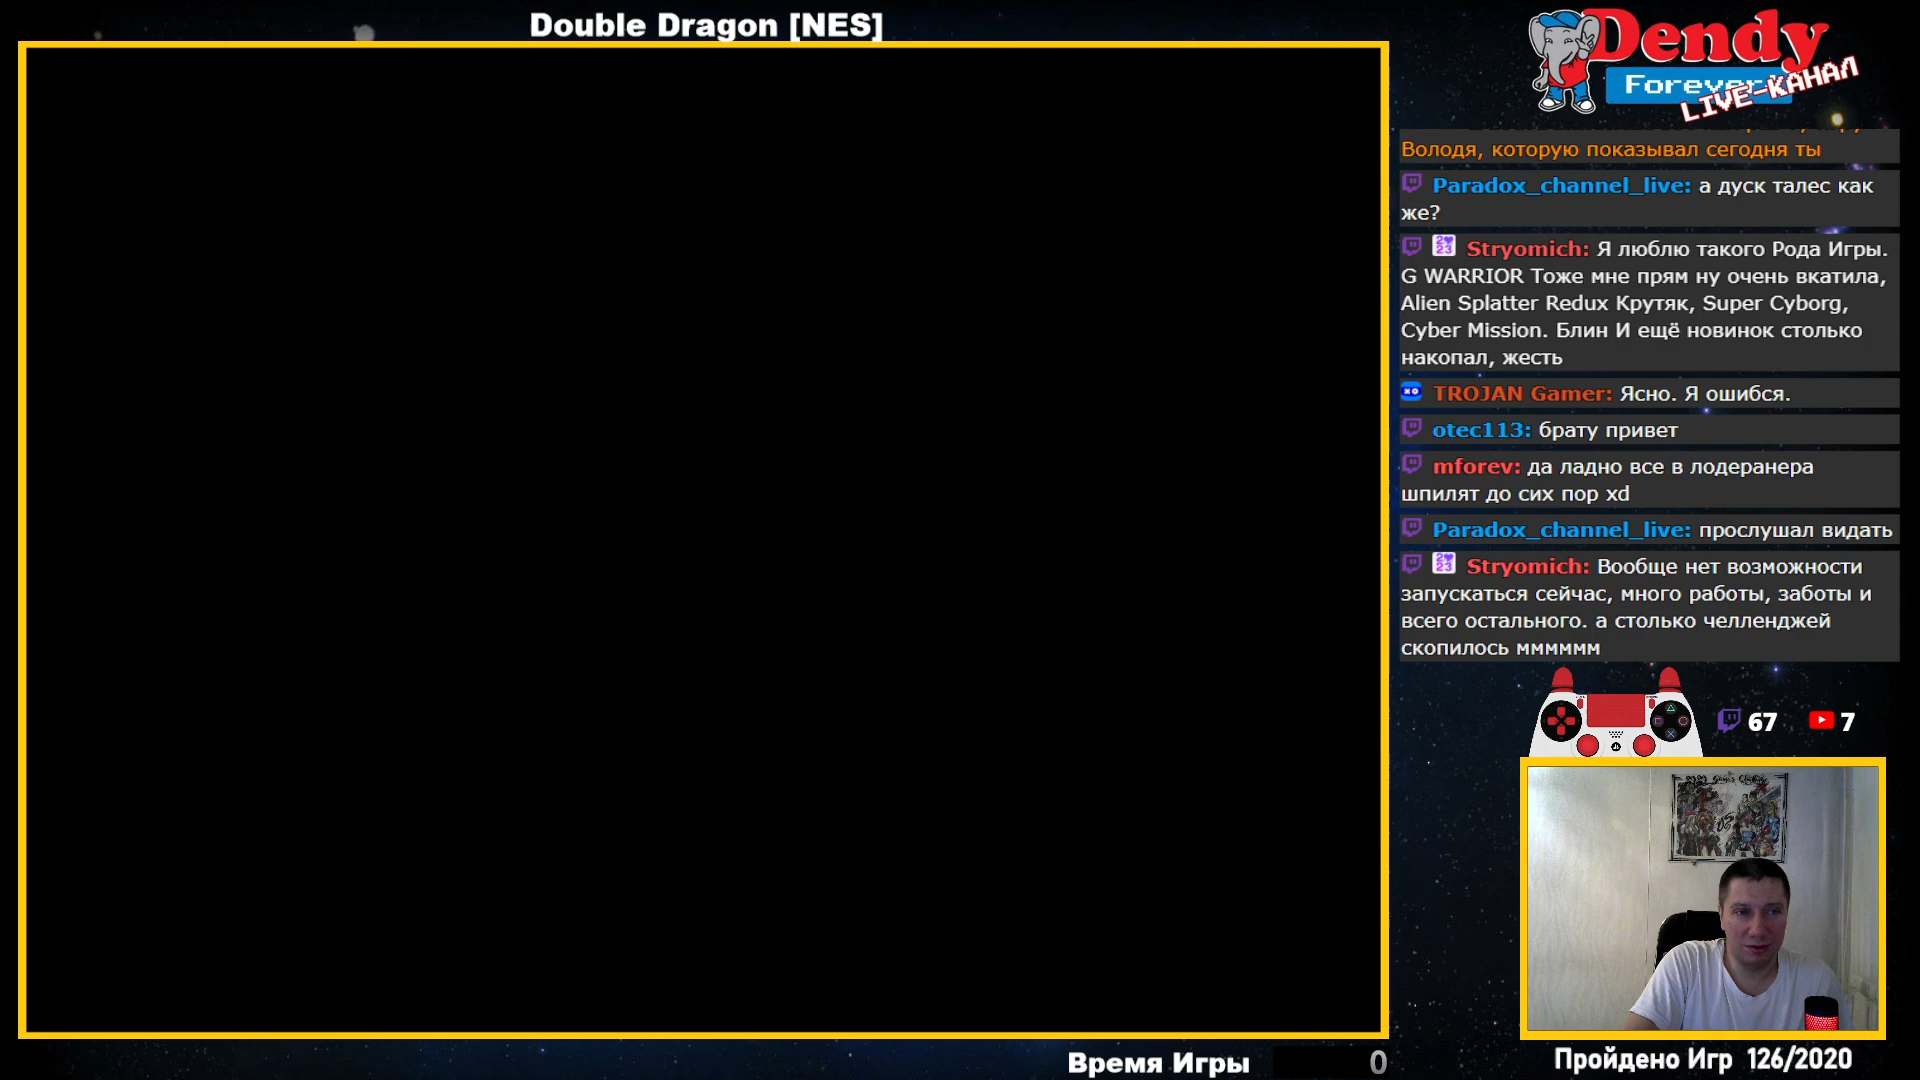 Double Dragon [NES]
Dendy
Forever
LIVE-КАНАЛ
Володя, которую показывал сегодня ты
Paradox_channel_live: а дуск талес как
же?
Stryomich: Я люблю такого Рода Игры.
G WARRIOR Тоже мне прям ну очень вкатила,
Alien Splatter Redux Крутяк, Super Cyborg,
Cyber Mission. Блин И ещё новинок столько
накопал, жесть
TROJAN Gamer: Ясно. Я ошибся.
otec113: брату привет
mforev: да ладно все в лодеранера
шпилят до сих пор xd
Paradox_channel_live: прослушал видать
Stryomich: Вообще нет возможности
запускаться сейчас, много работы, заботы и
всего остального. а столько челленджей
скопилось мммммм
67 7
Время Игры 0
Пройдено Игр 126/2020